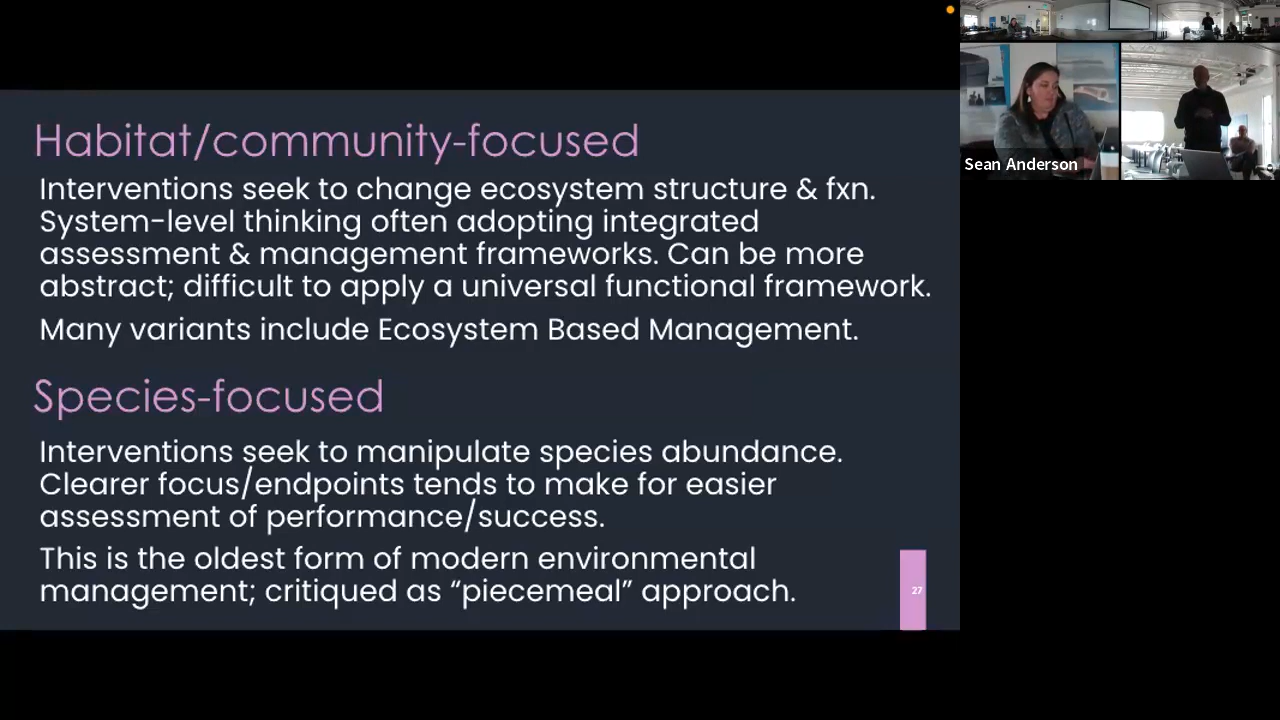 Habitat/community-focused
Interventions seek to change ecosystem structure & fxn.
System-level thinking often adopting integrated
assessment & management frameworks. Can be more
abstract; difficult to apply a universal functional framework.
Many variants include Ecosystem Based Management.
Species-focused
Interventions seek to manipulate species abundance.
Clearer focus/endpoints tends to make for easier
assessment of performance/success.
This is the oldest form of modern environmental
management; critiqued as “piecemeal” approach.
27
Sean Anderson